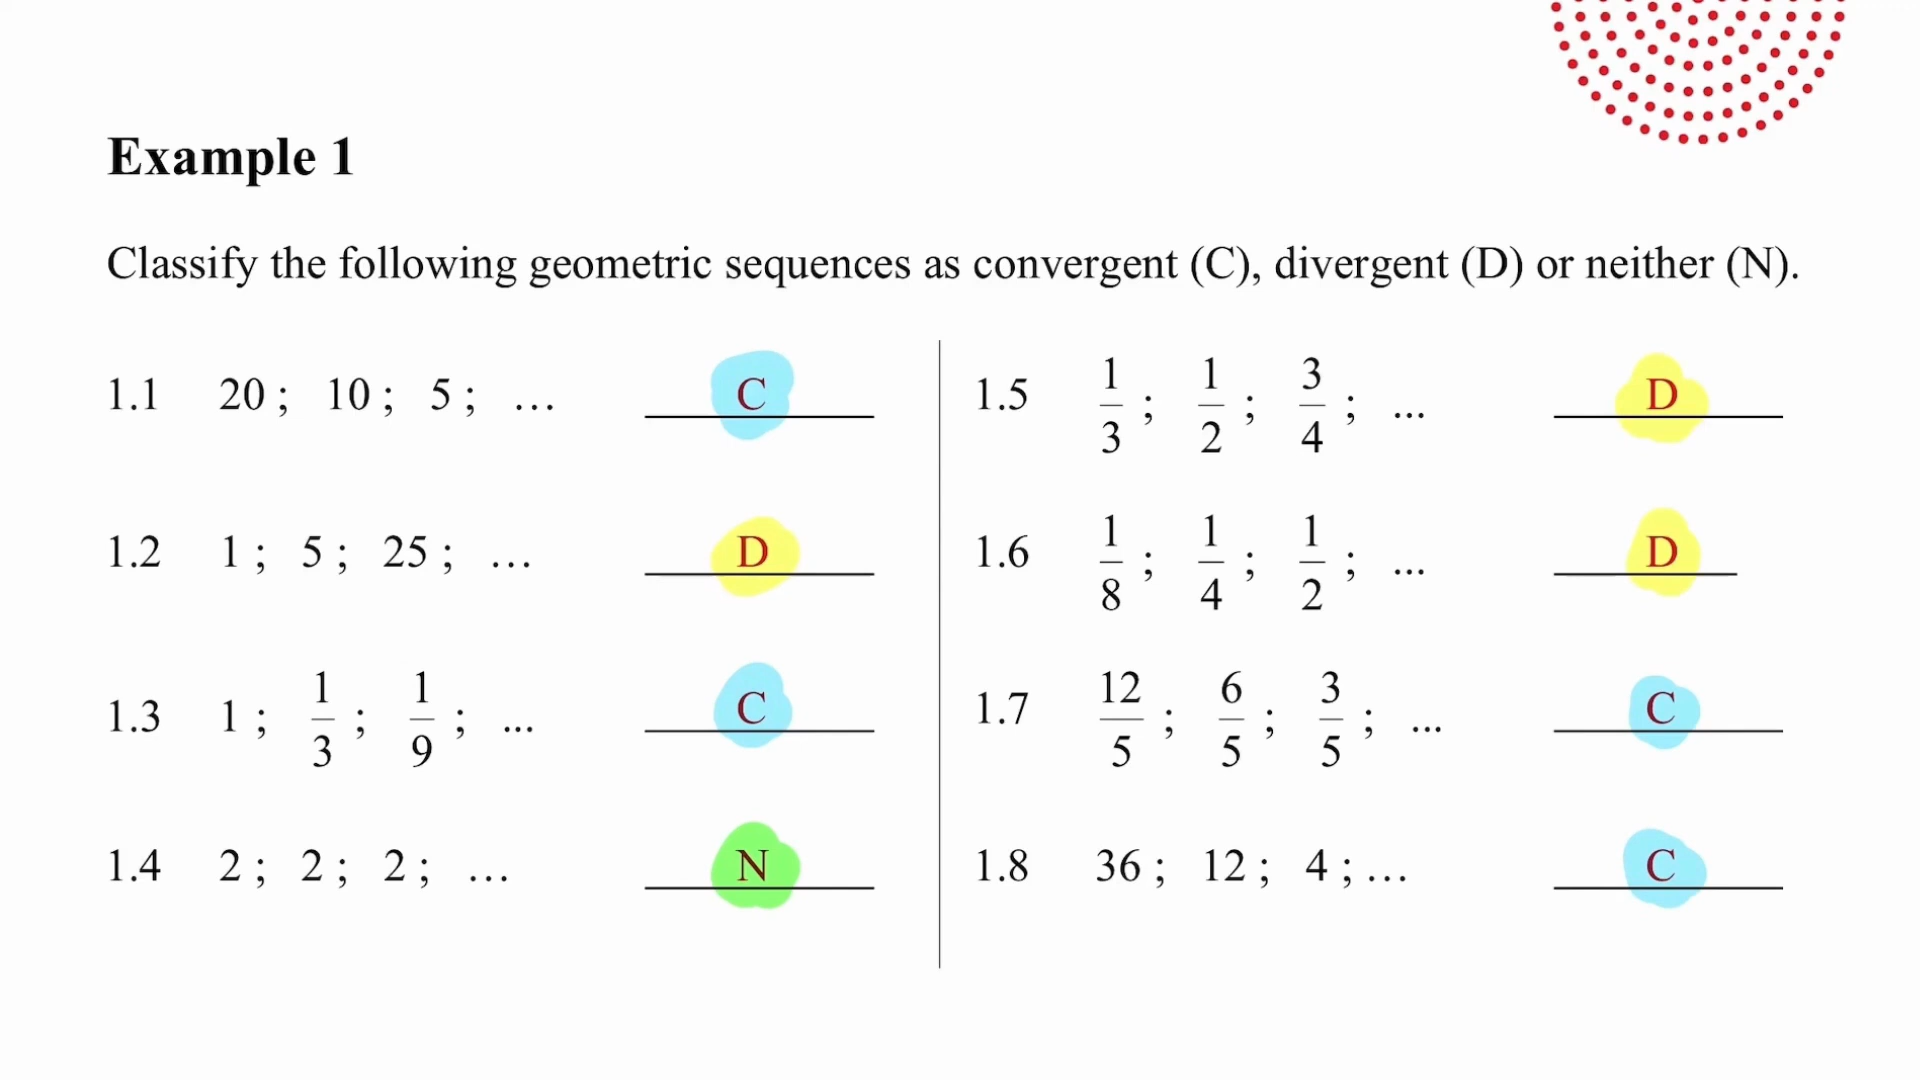 Example 1
Classify the following geometric sequences as convergent (C), divergent (D) or neither (N).
1.1 20 ; 10 ; 5 ; … C
1.2 1 ; 5 ; 25 ; … D
1.3 1 ; 1/3 ; 1/9 ; ... C
1.4 2 ; 2 ; 2 ; … N
1.5 1/3 ; 1/2 ; 3/4 ; ... D
1.6 1/8 ; 1/4 ; 1/2 ; ... D
1.7 12/5 ; 6/5 ; 3/5 ; ... C
1.8 36 ; 12 ; 4 ; … C